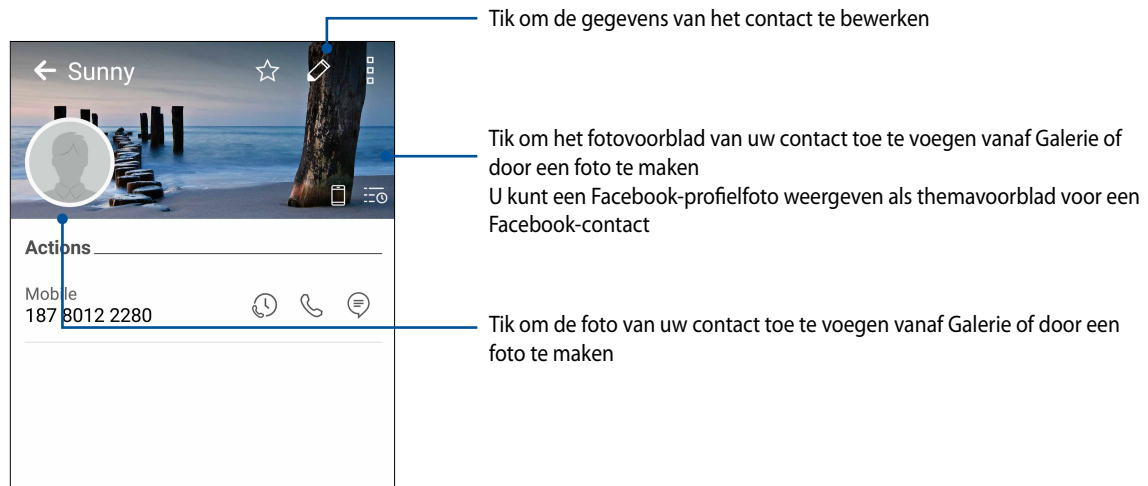 Tik om de gegevens van het contact te bewerken
Sunny
Tik om het fotovoorblad van uw contact toe te voegen vanaf Galerie of
door een foto te maken
U kunt een Facebook-profielfoto weergeven als themavoorblad voor een
Facebook-contact
Actions
Mobile
187 8012 2280
Tik om de foto van uw contact toe te voegen vanaf Galerie of door een
foto te maken